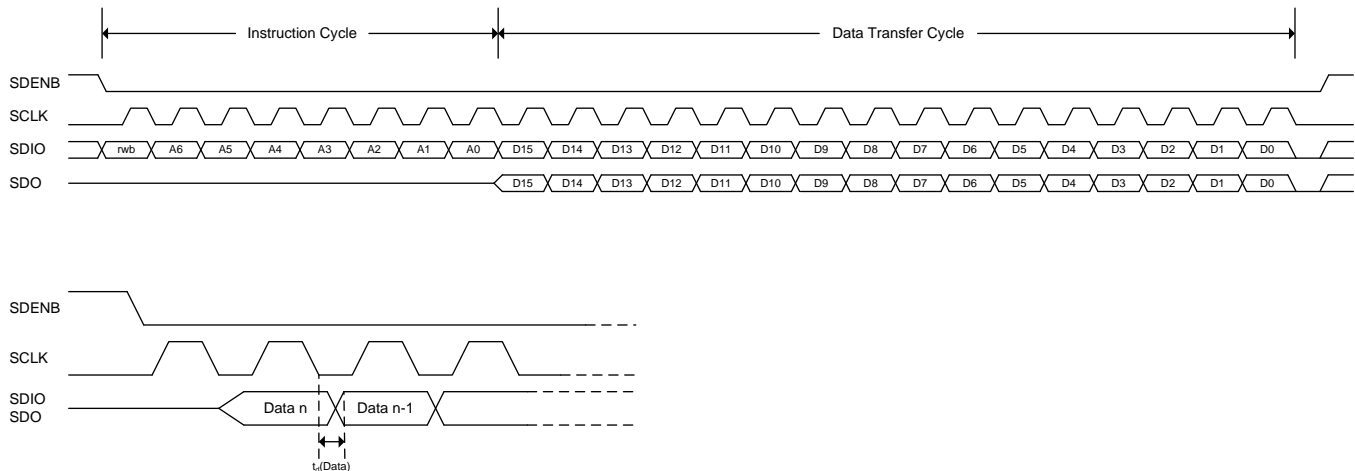 Instruction Cycle Data Transfer Cycle
SDENB
SCLK
SDIO rwb A6 A5 A4 A3 A2 A1 A0 D15 D14 D13 D12 D11 D10 D9 D8 D7 D6 D5 D4 D3 D2 D1 D0
SDO D15 D14 D13 D12 D11 D10 D9 D8 D7 D6 D5 D4 D3 D2 D1 D0
SDENB
SCLK
SDIO
SDO
Data n Data n-1
td(Data)